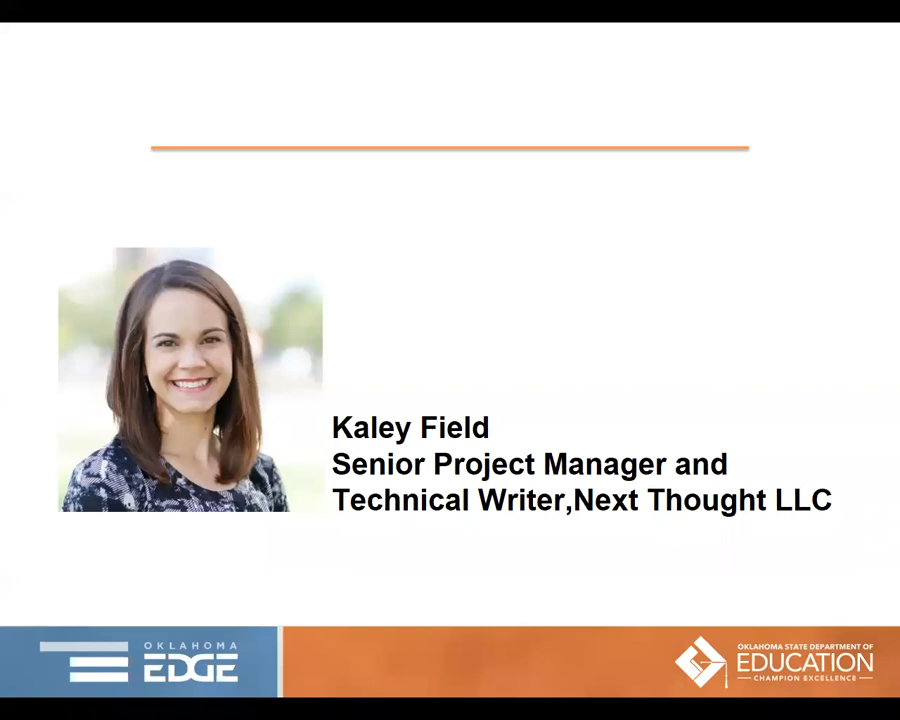 Kaley Field
Senior Project Manager and
Technical Writer,Next Thought LLC
OKLAHOMA
EDGE
OKLAHOMA STATE DEPARTMENT OF
EDUCATION
CHAMPION EXCELLENCE